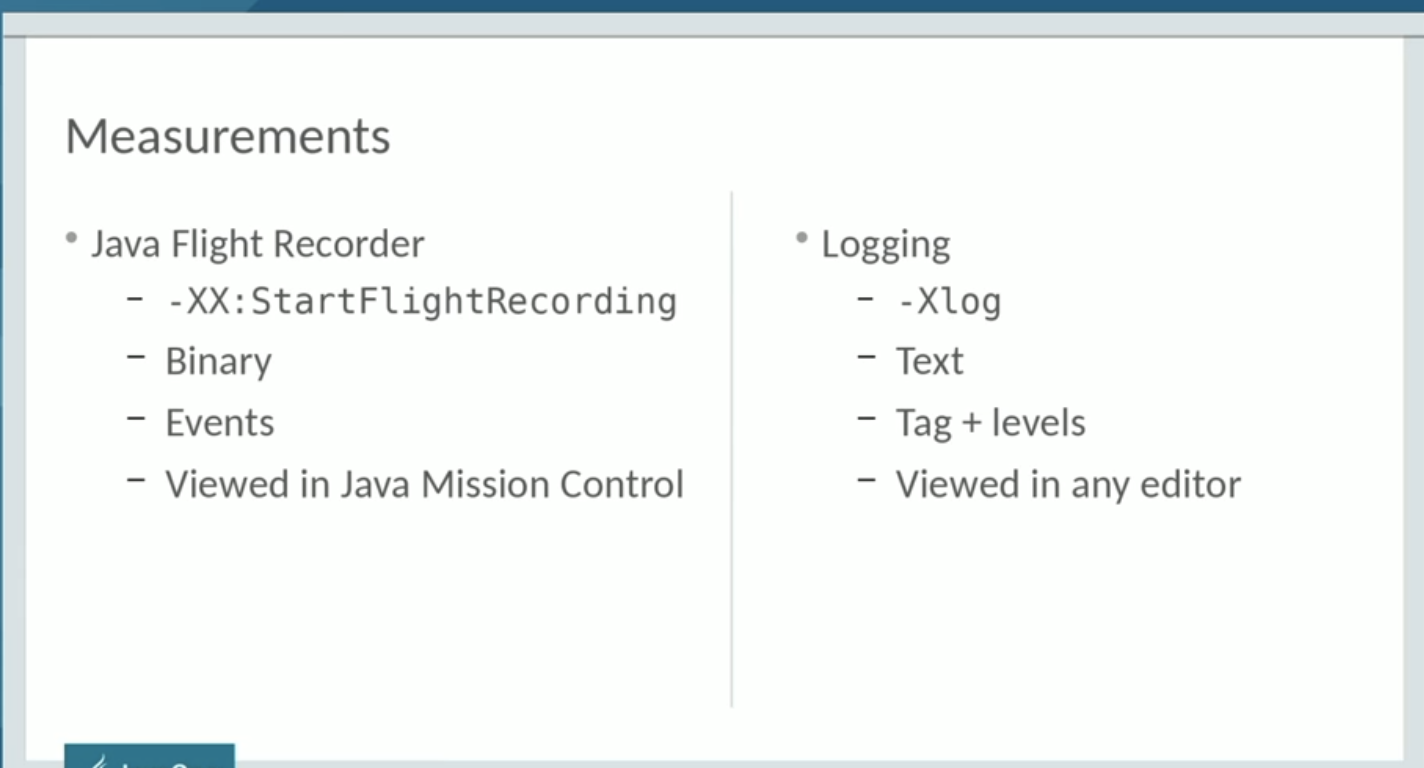 Measurements
• Java Flight Recorder
– -XX:StartFlightRecording
– Binary
– Events
– Viewed in Java Mission Control
• Logging
– -Xlog
– Text
– Tag + levels
– Viewed in any editor